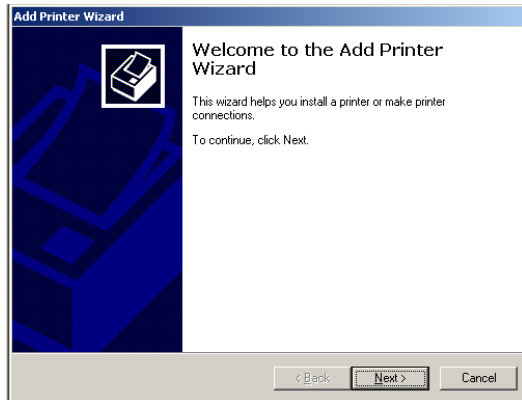 Add Printer Wizard
Welcome to the Add Printer
Wizard
This wizard helps you install a printer or make printer
connections.
To continue, click Next.
< Back
Next >
Cancel